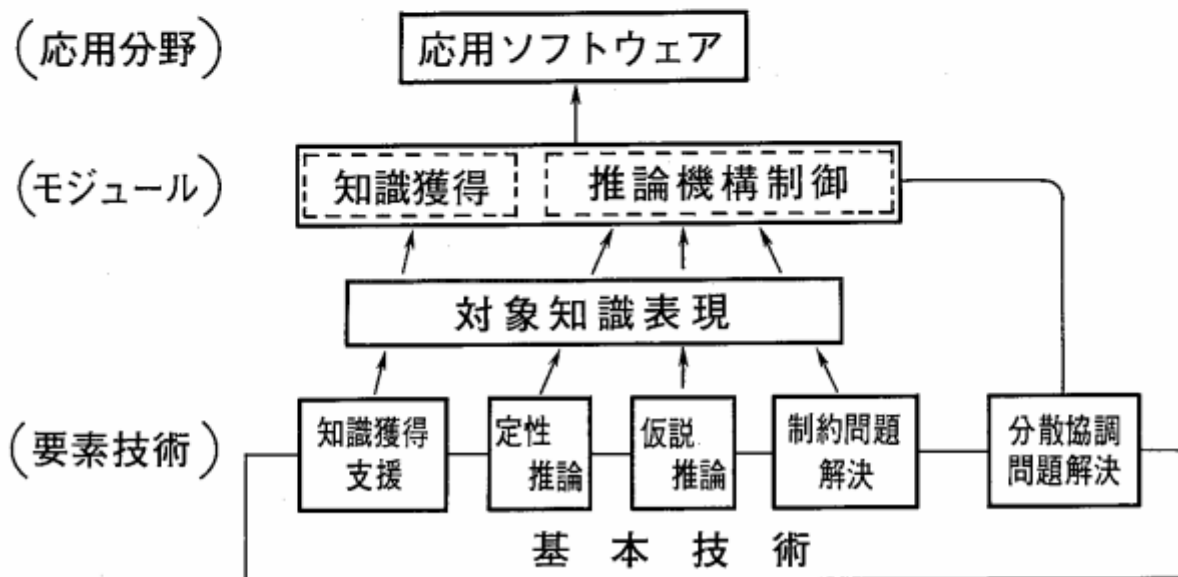 (応用分野)
応用ソフトウェア
(モジュール)
知識獲得
推論機構制御
対象知識表現
(要素技術)
知識獲得
支援
定性
推論
仮説
推論
制約問題
解決
分散協調
問題解決
基本技術